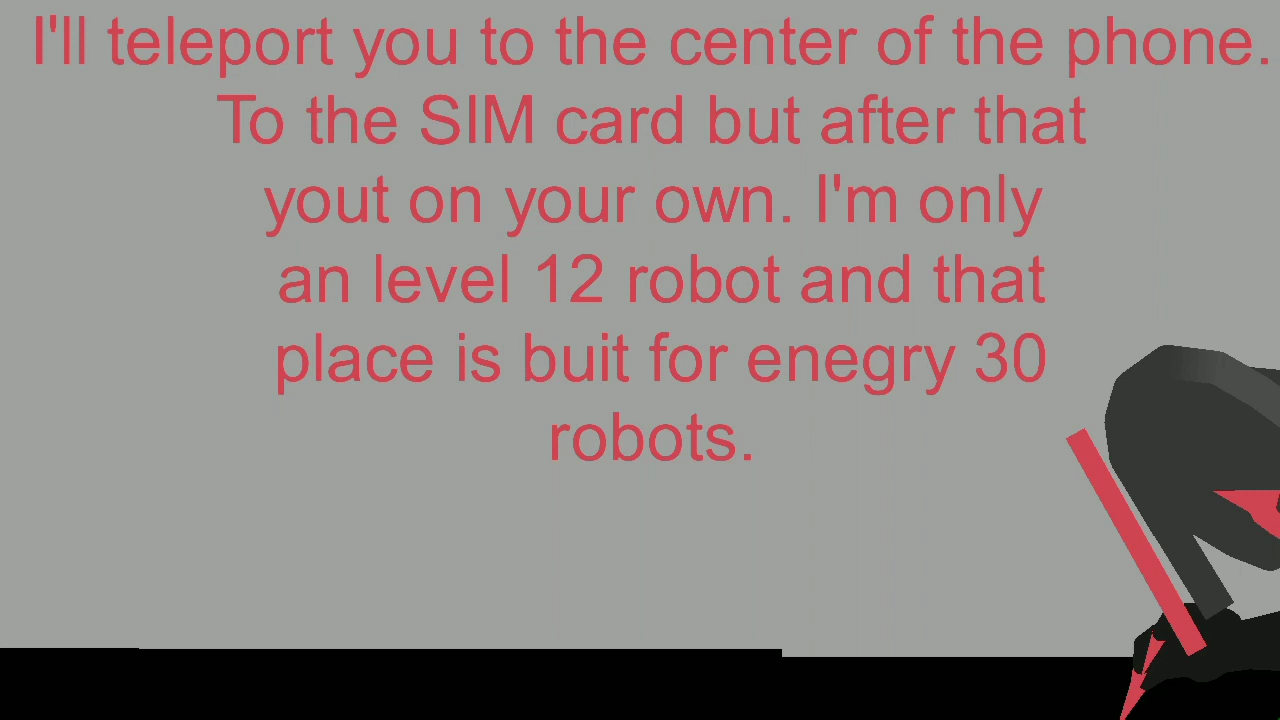 I'll teleport you to the center of the phone.
To the SIM card but after that
yout on your own. I'm only
an level 12 robot and that
place is buit for enegry 30
robots.